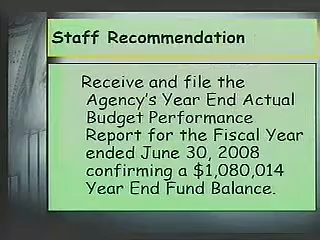 Staff Recommendation
Receive and file the
Agency's Year End Actual
Budget Performance
Report for the Fiscal Year
ended June 30, 2008
confirming a $1,080,014
Year End Fund Balance.